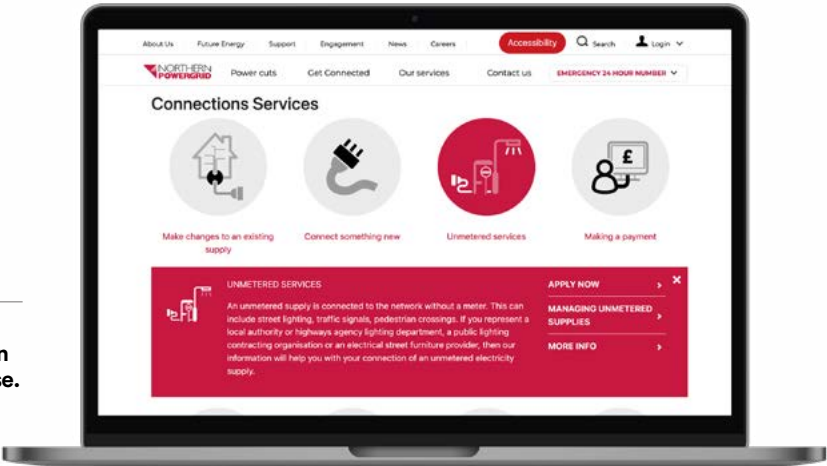 About Us Future Energy Support Engagement News Careers Accessibility Search Login
NORTHERN
POWERGRID
Power cuts Get Connected Our services Contact us EMERGENCY 24 HOUR NUMBER
Connections Services
£
Make changes to an existing
supply
Connect something new
Unmetered services
Making a payment
UNMETERED SERVICES
An unmetered supply is connected to the network without a meter. This can
include street lighting, traffic signals, pedestrian crossings. If you represent a
local authority or highways agency lighting department, a public lighting
contracting organisation or an electrical street furniture provider, then our
information will help you with your connection of an unmetered electricity
supply.
APPLY NOW
MANAGING UNMETERED
SUPPLIES
MORE INFO